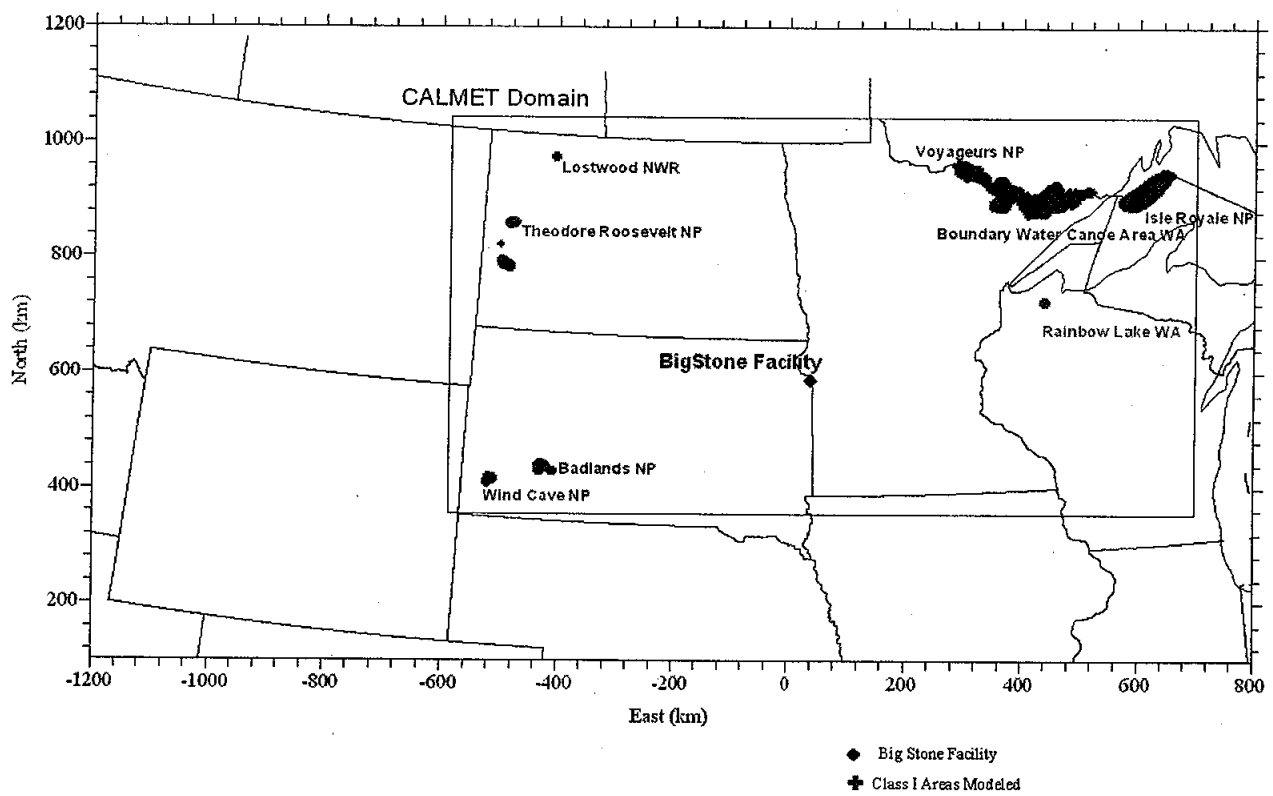 1200
CALMET Domain
1000
Voyageurs NP
Lostwood NWR
Isle Royale NP
Theodore Roosevelt NP
Boundary Water Canoe Area WA
800
North (km)
Rainbow Lake WA
BigStone Facility
600
Badlands NP
400
Wind Cave NP
200
-1200 -1000 -800 -600 -400 -200 0 200 400 600 800
East (km)
Big Stone Facility
Class I Areas Modeled